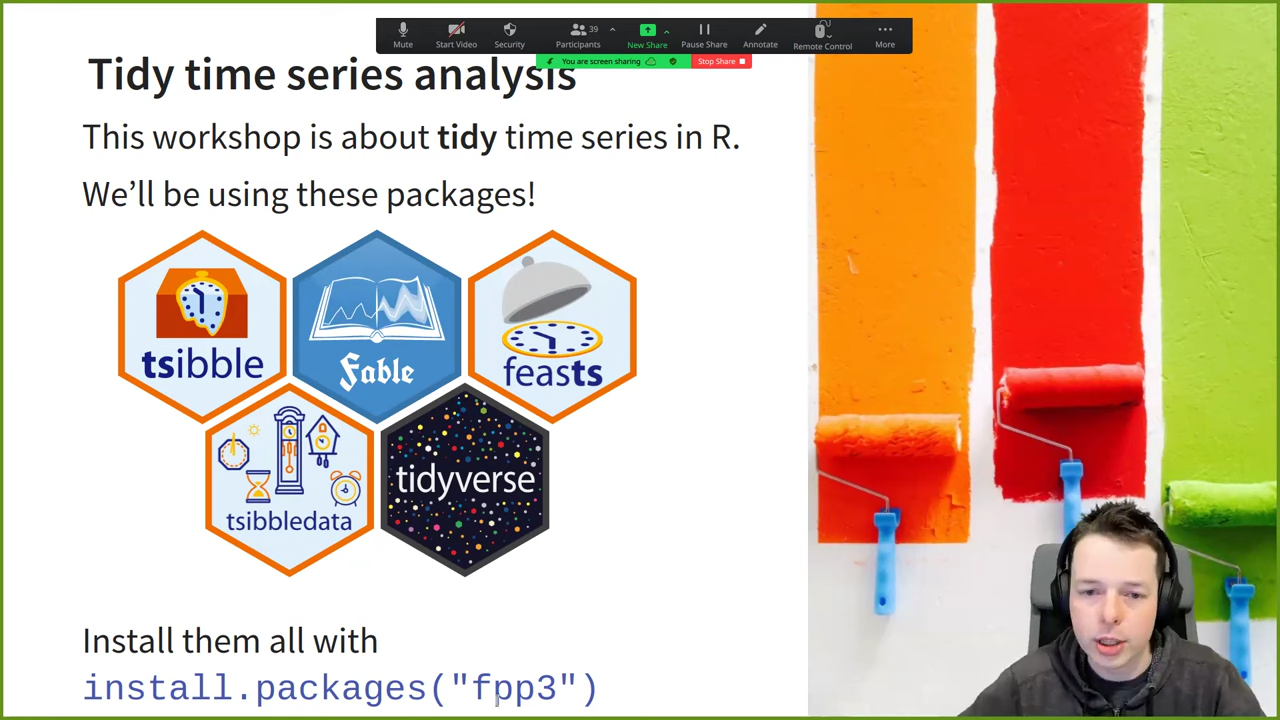 Mute
Start Video
Security
Participants
39
New Share
Pause Share
Annotate
Remote Control
More
You are screen sharing
Stop Share
Tidy time series analysis
This workshop is about tidy time series in R.
We’ll be using these packages!
tsibble
Fable
feasts
tsibbledata
tidyverse
Install them all with
install.packages("fpp3")